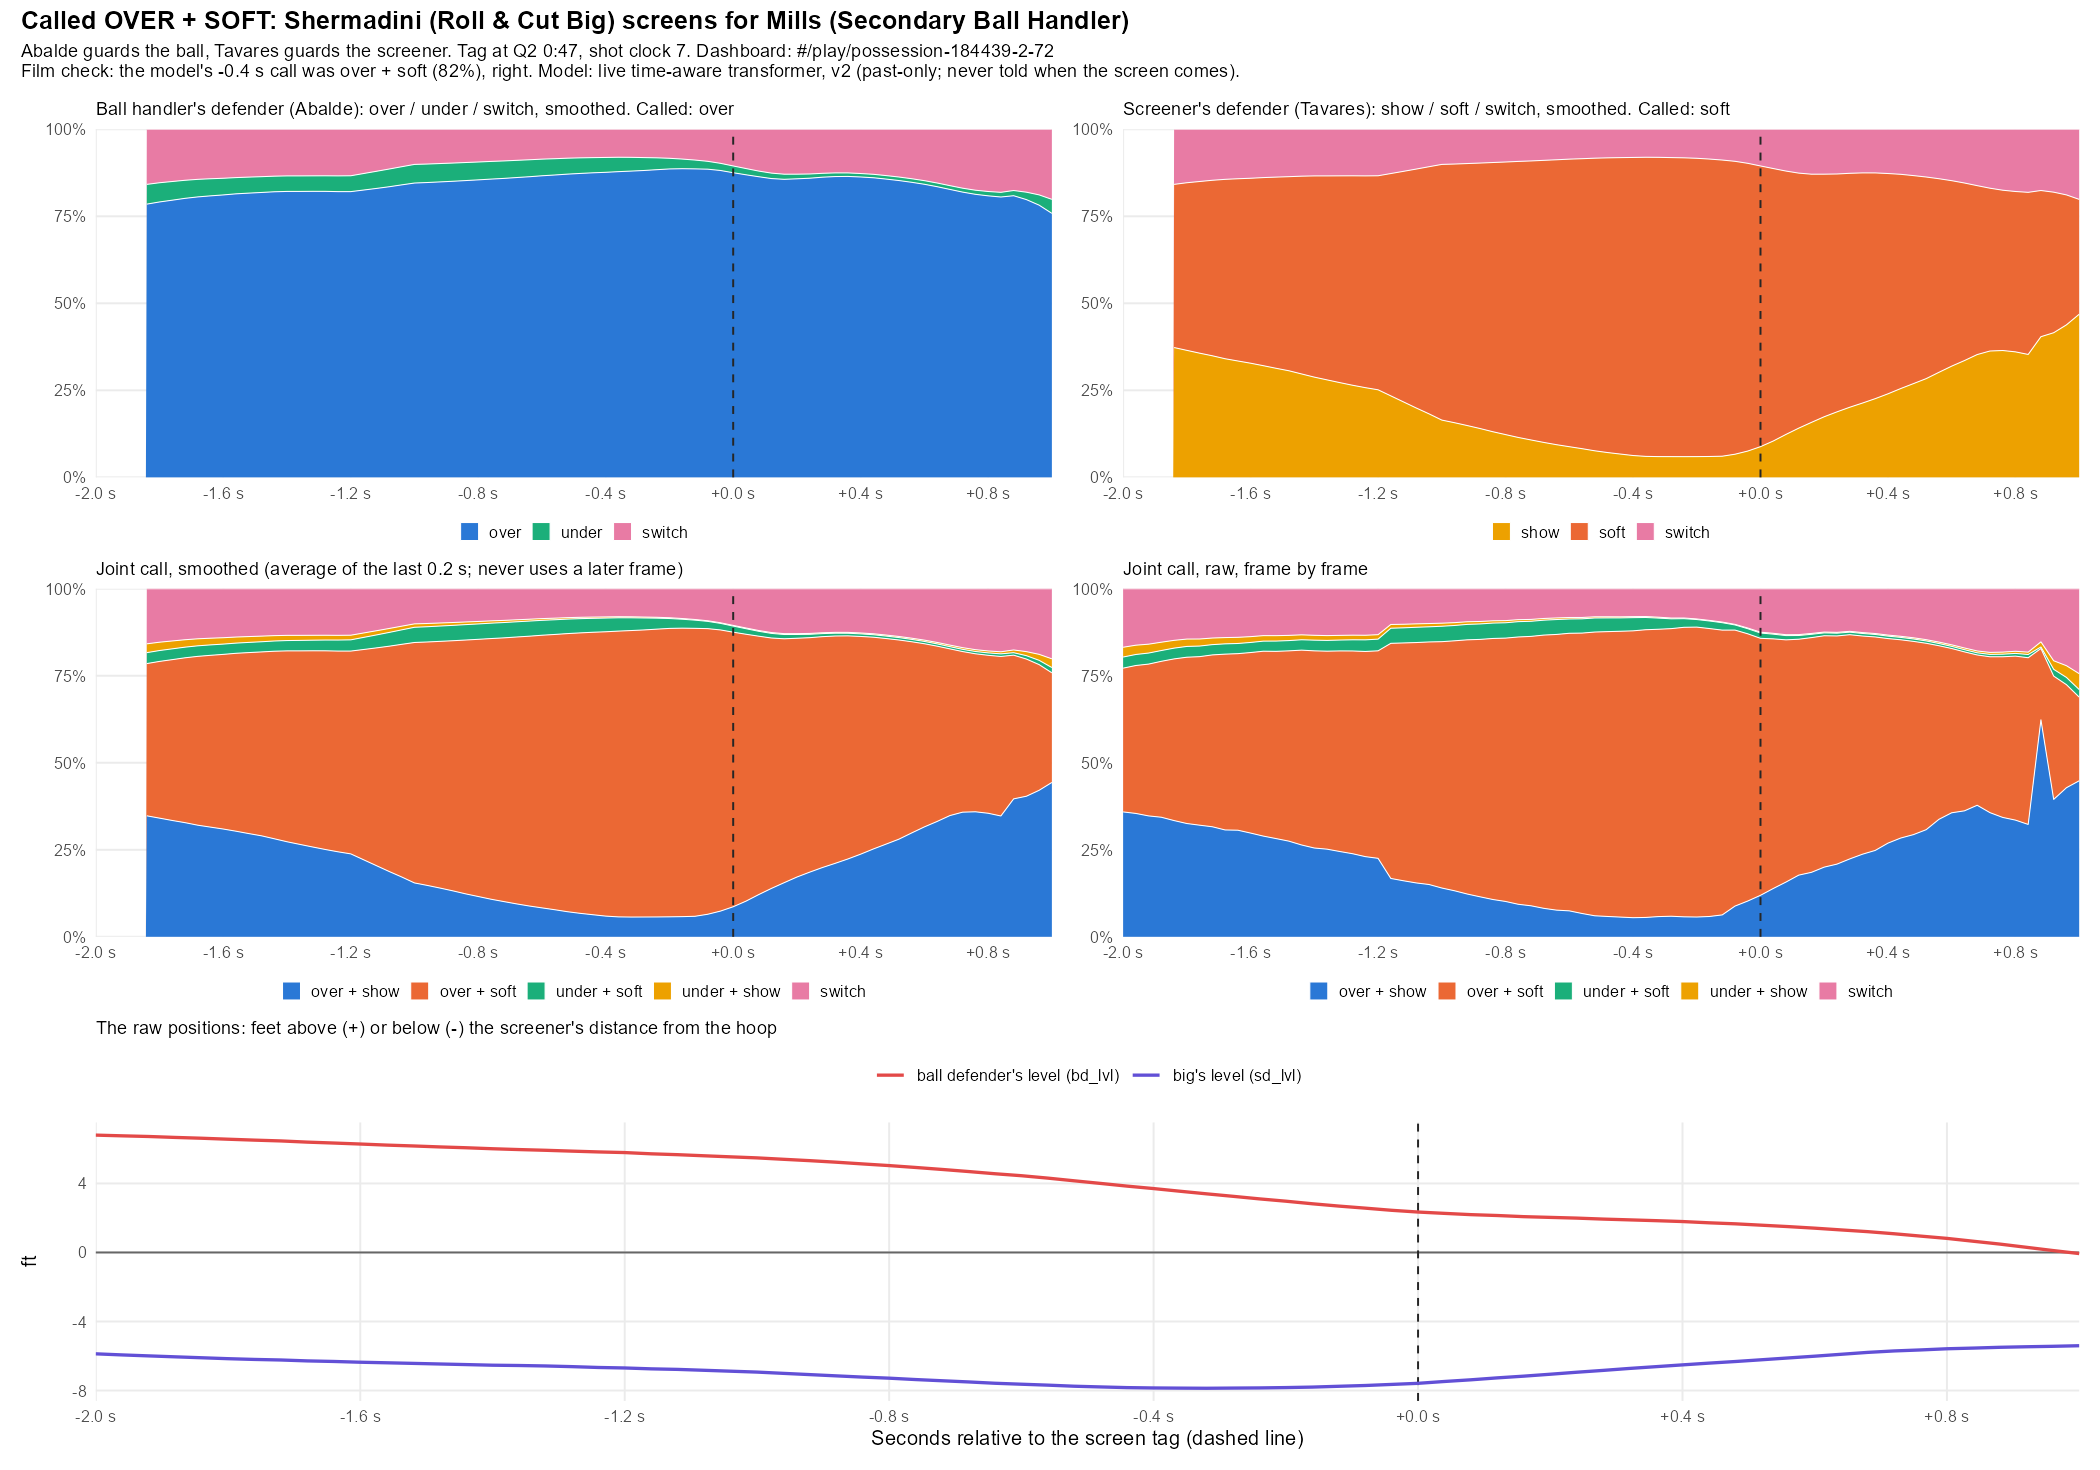 Called OVER + SOFT: Shermadini (Roll & Cut Big) screens for Mills (Secondary Ball Handler)
Abalde guards the ball, Tavares guards the screener. Tag at Q2 0:47, shot clock 7. Dashboard: #/play/possession-184439-2-72
Film check: the model's -0.4 s call was over + soft (82%), right. Model: live time-aware transformer, v2 (past-only; never told when the screen comes).
Ball handler's defender (Abalde): over / under / switch, smoothed. Called: over
100%
75%
50%
25%
0%
-2.0 s -1.6 s -1.2 s -0.8 s -0.4 s +0.0 s +0.4 s +0.8 s
over under switch
Screener's defender (Tavares): show / soft / switch, smoothed. Called: soft
100%
75%
50%
25%
0%
-2.0 s -1.6 s -1.2 s -0.8 s -0.4 s +0.0 s +0.4 s +0.8 s
show soft switch
Joint call, smoothed (average of the last 0.2 s; never uses a later frame)
100%
75%
50%
25%
0%
-2.0 s -1.6 s -1.2 s -0.8 s -0.4 s +0.0 s +0.4 s +0.8 s
over + show over + soft under + soft under + show switch
Joint call, raw, frame by frame
100%
75%
50%
25%
0%
-2.0 s -1.6 s -1.2 s -0.8 s -0.4 s +0.0 s +0.4 s +0.8 s
over + show over + soft under + soft under + show switch
The raw positions: feet above (+) or below (-) the screener's distance from the hoop
ball defender's level (bd_lvl) big's level (sd_lvl)
4
0
-4
-8
ft
-2.0 s -1.6 s -1.2 s -0.8 s -0.4 s +0.0 s +0.4 s +0.8 s
Seconds relative to the screen tag (dashed line)